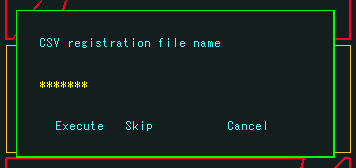 CSV registration file name
*******
Execute Skip Cancel